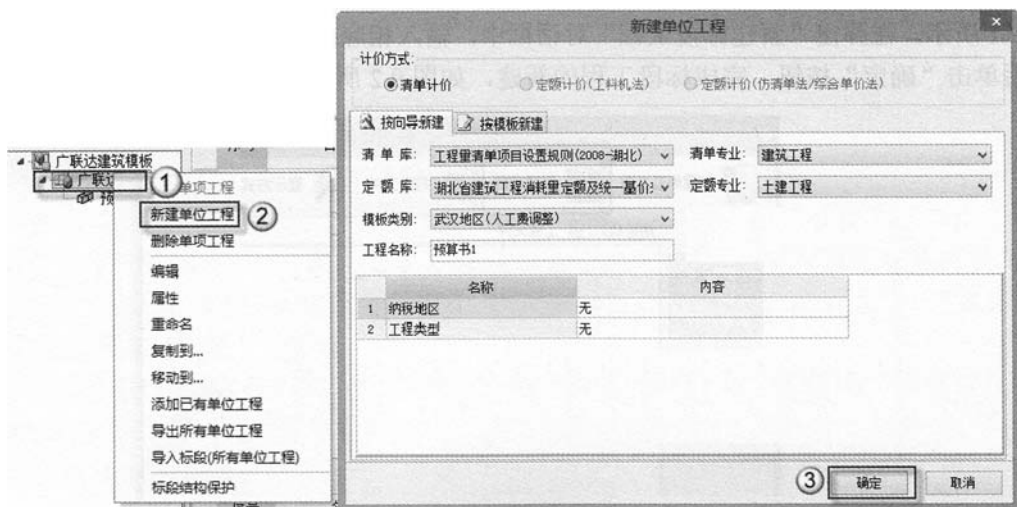 广联达建筑模板
广联达
①
预
单项工程
新建单位工程
②
删除单项工程
编辑
属性
重命名
复制到...
移动到...
添加已有单位工程
导出所有单位工程
导入标段(所有单位工程)
标段结构保护
新建单位工程
计价方式:
清单计价
定额计价(工料机法)
定额计价(仿清单法/综合单价法)
按向导新建
按模板新建
清单库:
工程量清单项目设置规则(2008-湖北)
清单专业:
建筑工程
定额库:
湖北省建筑工程消耗量定额及统一基价
定额专业:
土建工程
模板类别:
武汉地区(人工费调整)
工程名称:
预算书1
名称
内容
1 纳税地区 无
2 工程类型 无
③
确定
取消